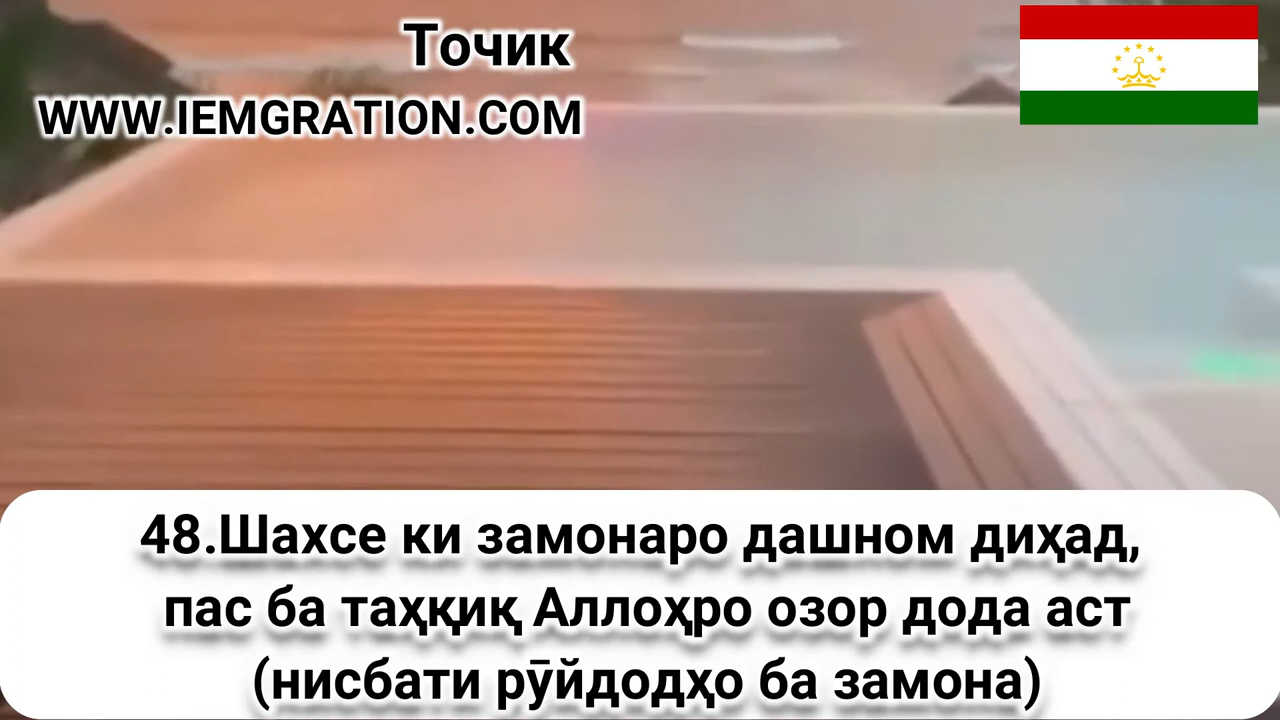 Точик
WWW.IEMGRATION.COM
48.Шахсе ки замонаро дашном диҳад,
пас ба таҳқиқ Аллоҳро озор дода аст
(нисбати рӯйдодҳо ба замона)